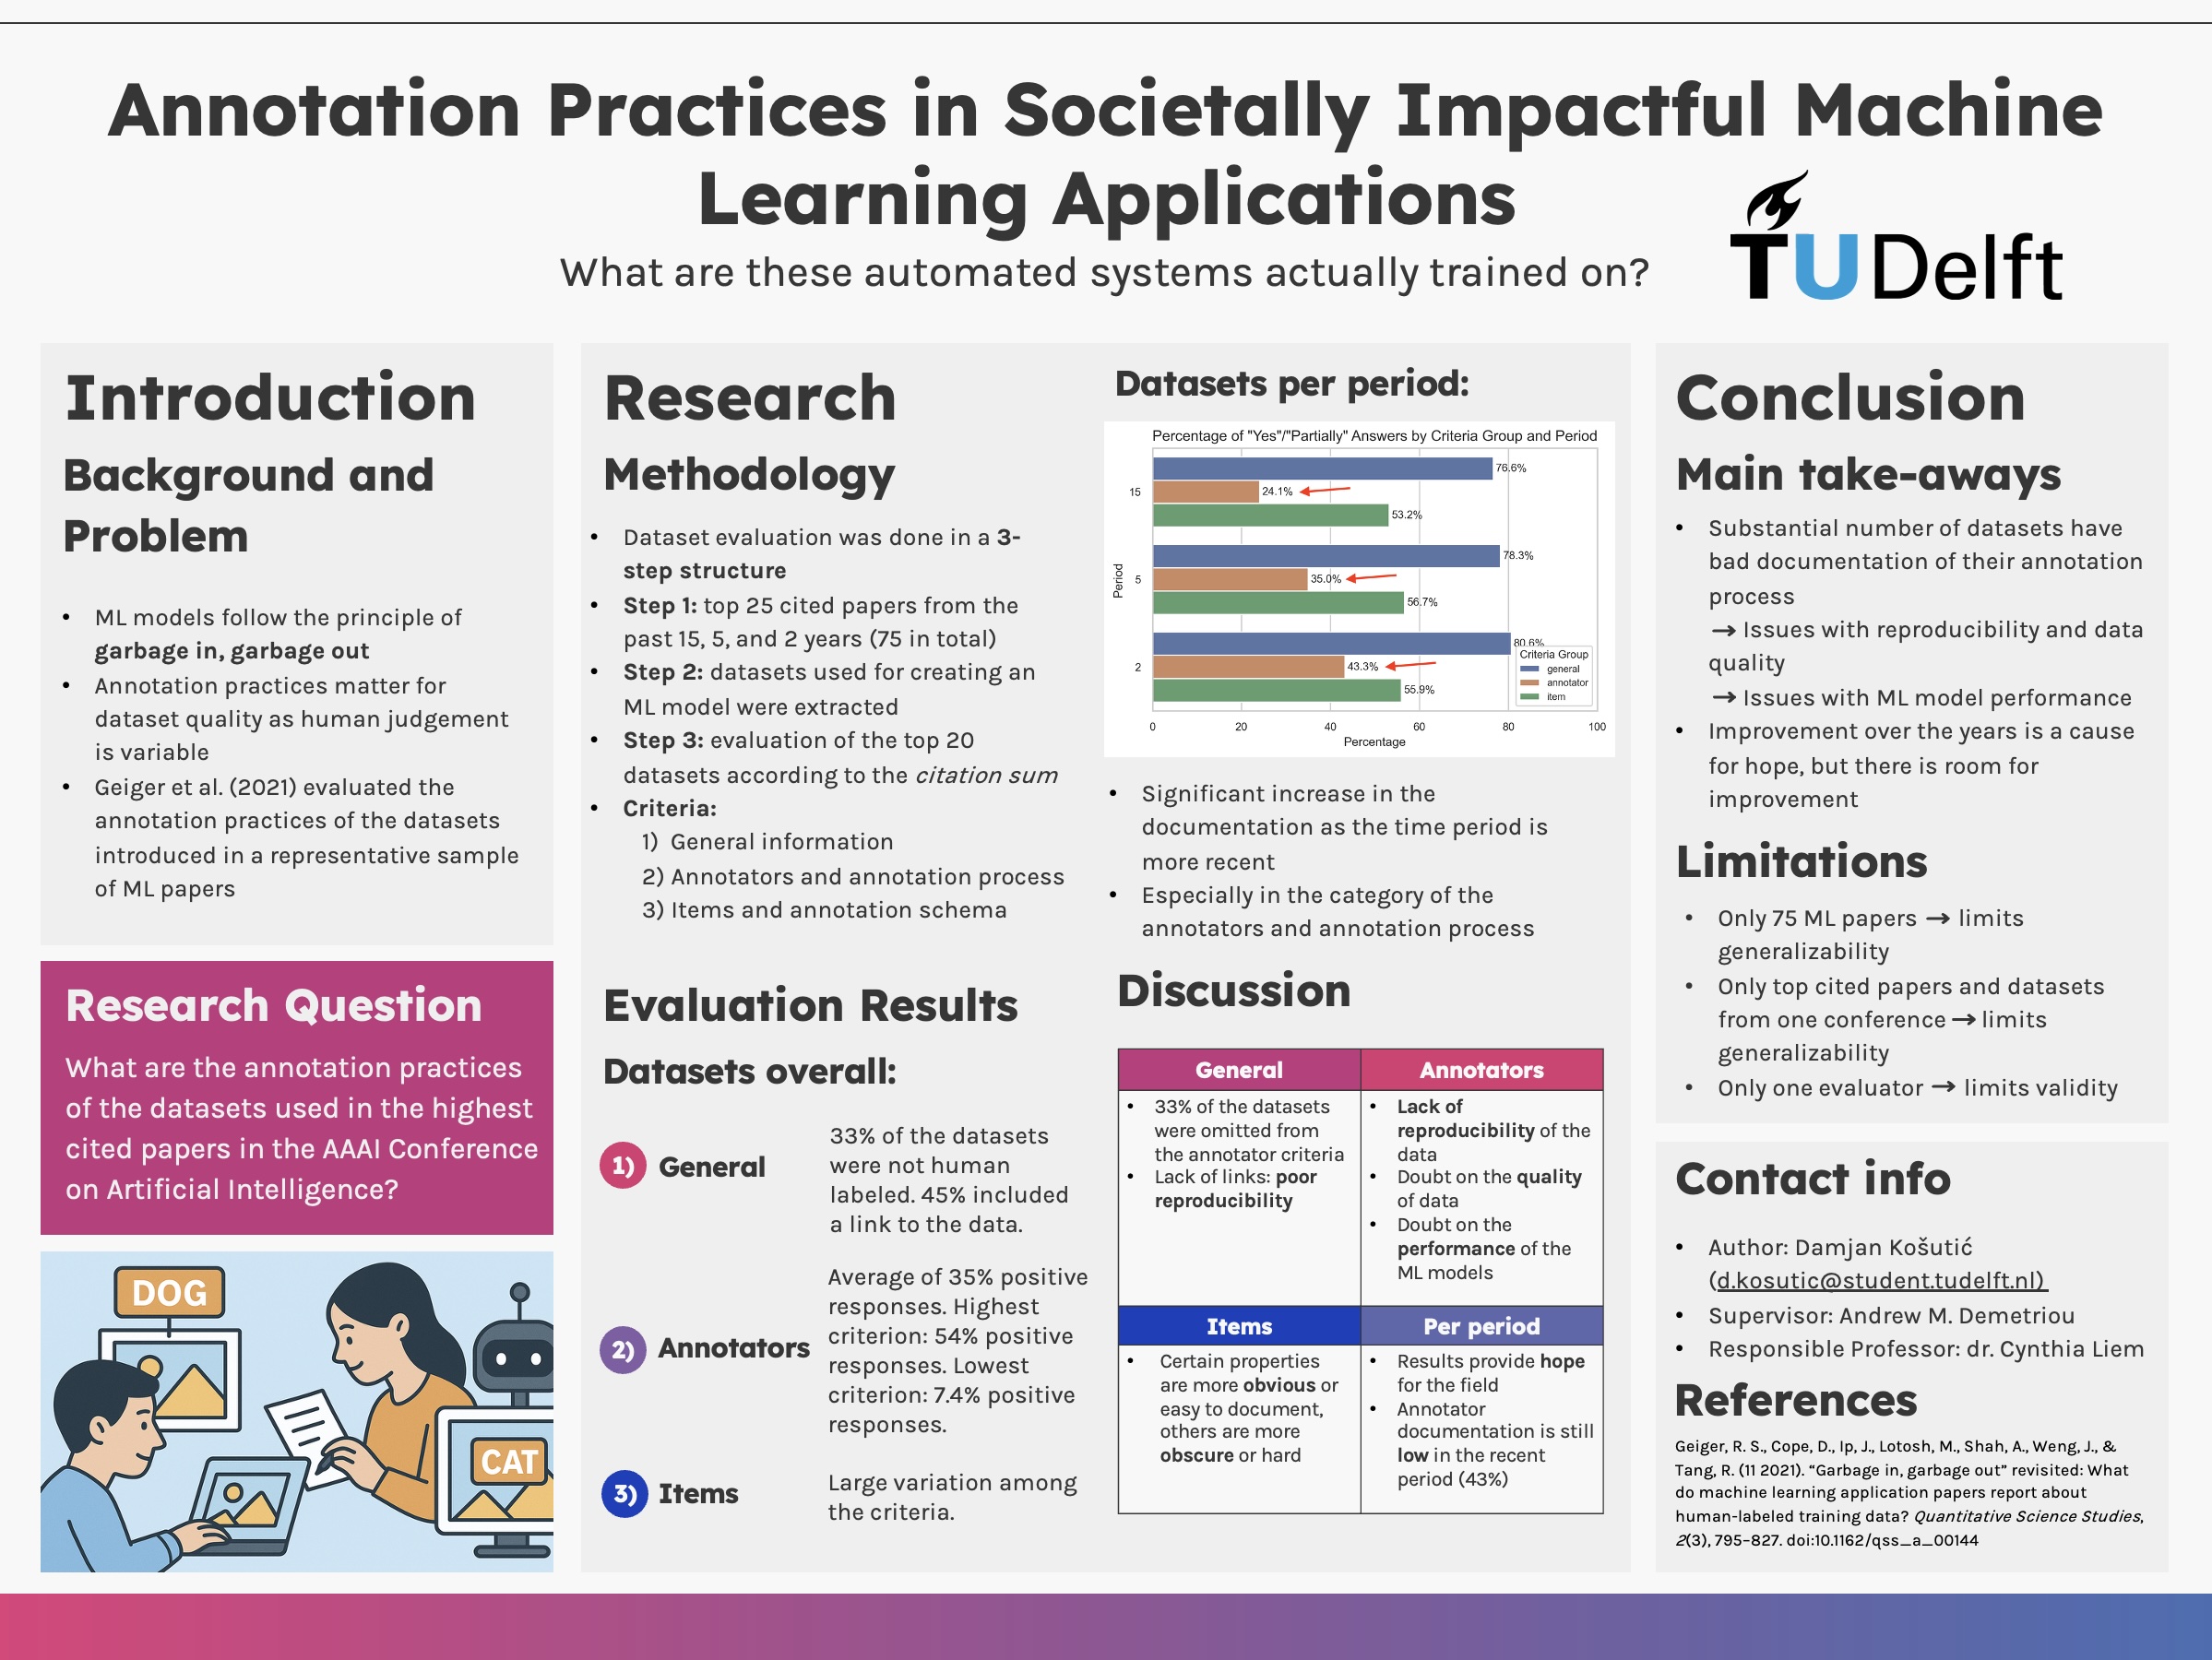 Annotation Practices in Societally Impactful Machine
Learning Applications
What are these automated systems actually trained on?
TUDelft
Introduction
Background and
Problem
• ML models follow the principle of
garbage in, garbage out
• Annotation practices matter for
dataset quality as human judgement
is variable
• Geiger et al. (2021) evaluated the
annotation practices of the datasets
introduced in a representative sample
of ML papers
Research Question
What are the annotation practices
of the datasets used in the highest
cited papers in the AAAI Conference
on Artificial Intelligence?
DOG
CAT
Research
Methodology
• Dataset evaluation was done in a 3-
step structure
• Step 1: top 25 cited papers from the
past 15, 5, and 2 years (75 in total)
• Step 2: datasets used for creating an
ML model were extracted
• Step 3: evaluation of the top 20
datasets according to the citation sum
• Criteria:
1) General information
2) Annotators and annotation process
3) Items and annotation schema
Evaluation Results
Datasets overall:
1) General
33% of the datasets
were not human
labeled. 45% included
a link to the data.
2) Annotators
Average of 35% positive
responses. Highest
criterion: 54% positive
responses. Lowest
criterion: 7.4% positive
responses.
3) Items
Large variation among
the criteria.
Datasets per period:
Percentage of "Yes"/"Partially" Answers by Criteria Group and Period
76.6%
15
24.1%
53.2%
78.3%
Period
5
35.0%
56.7%
80.6%
2
43.3%
55.9%
Criteria Group
general
annotator
item
0 20 40 60 80 100
Percentage
• Significant increase in the
documentation as the time period is
more recent
• Especially in the category of the
annotators and annotation process
Discussion
General
• 33% of the datasets
were omitted from
the annotator criteria
• Lack of links: poor
reproducibility
Annotators
• Lack of
reproducibility of the
data
• Doubt on the quality
of data
• Doubt on the
performance of the
ML models
Items
• Certain properties
are more obvious or
easy to document,
others are more
obscure or hard
Per period
• Results provide hope
for the field
• Annotator
documentation is still
low in the recent
period (43%)
Conclusion
Main take-aways
• Substantial number of datasets have
bad documentation of their annotation
process
→ Issues with reproducibility and data
quality
→ Issues with ML model performance
• Improvement over the years is a cause
for hope, but there is room for
improvement
Limitations
• Only 75 ML papers → limits
generalizability
• Only top cited papers and datasets
from one conference → limits
generalizability
• Only one evaluator → limits validity
Contact info
• Author: Damjan Košutić
(d.kosutic@student.tudelft.nl)
• Supervisor: Andrew M. Demetriou
• Responsible Professor: dr. Cynthia Liem
References
Geiger, R. S., Cope, D., Ip, J., Lotosh, M., Shah, A., Weng, J., &
Tang, R. (11 2021). “Garbage in, garbage out” revisited: What
do machine learning application papers report about
human-labeled training data? Quantitative Science Studies,
2(3), 795–827. doi:10.1162/qss_a_00144